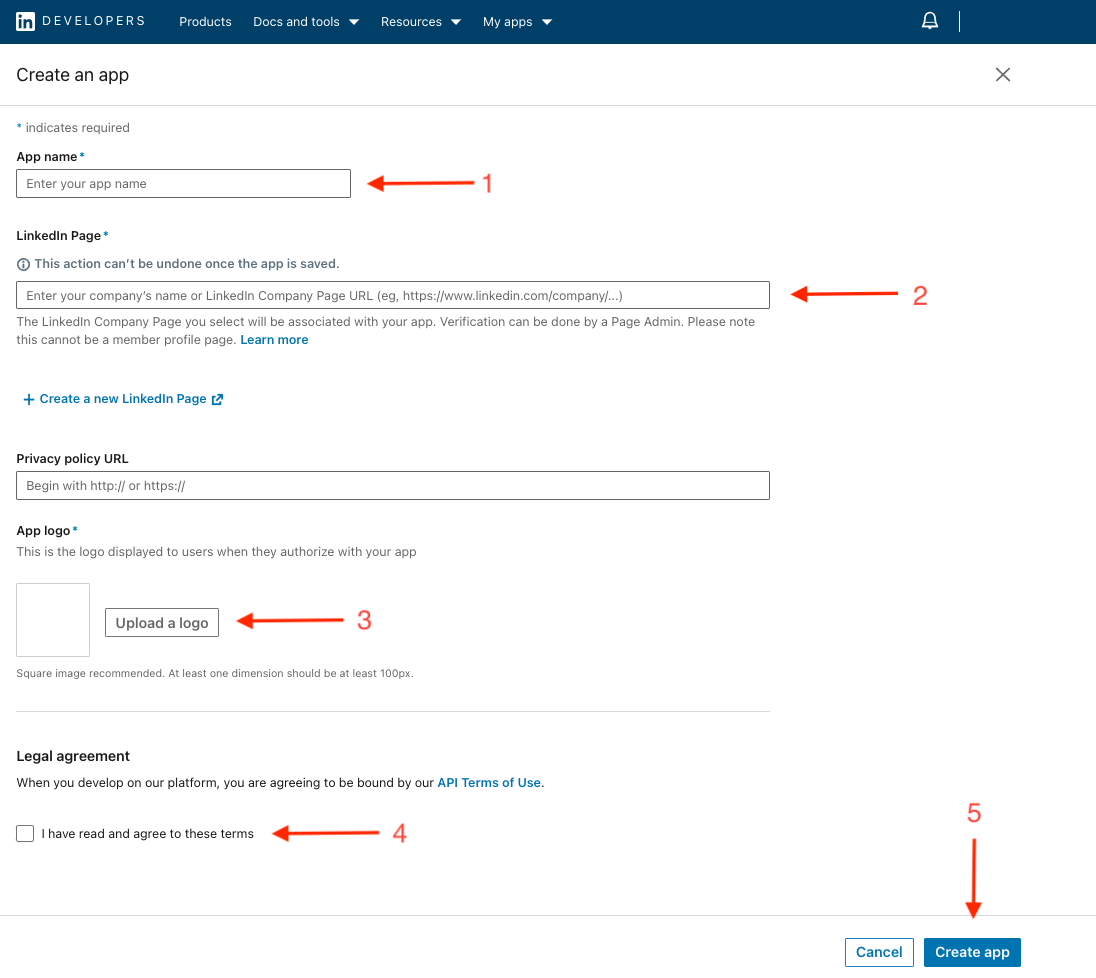 in DEVELOPERS Products Docs and tools Resources My apps
Create an app
* indicates required
App name*
Enter your app name
1
LinkedIn Page*
This action can't be undone once the app is saved.
Enter your company's name or LinkedIn Company Page URL (eg, https://www.linkedin.com/company/...)
2
The LinkedIn Company Page you select will be associated with your app. Verification can be done by a Page Admin. Please note
this cannot be a member profile page. Learn more
+ Create a new LinkedIn Page
Privacy policy URL
Begin with http:// or https://
App logo*
This is the logo displayed to users when they authorize with your app
Upload a logo
3
Square image recommended. At least one dimension should be at least 100px.
Legal agreement
When you develop on our platform, you are agreeing to be bound by our API Terms of Use.
I have read and agree to these terms
4
5
Cancel Create app